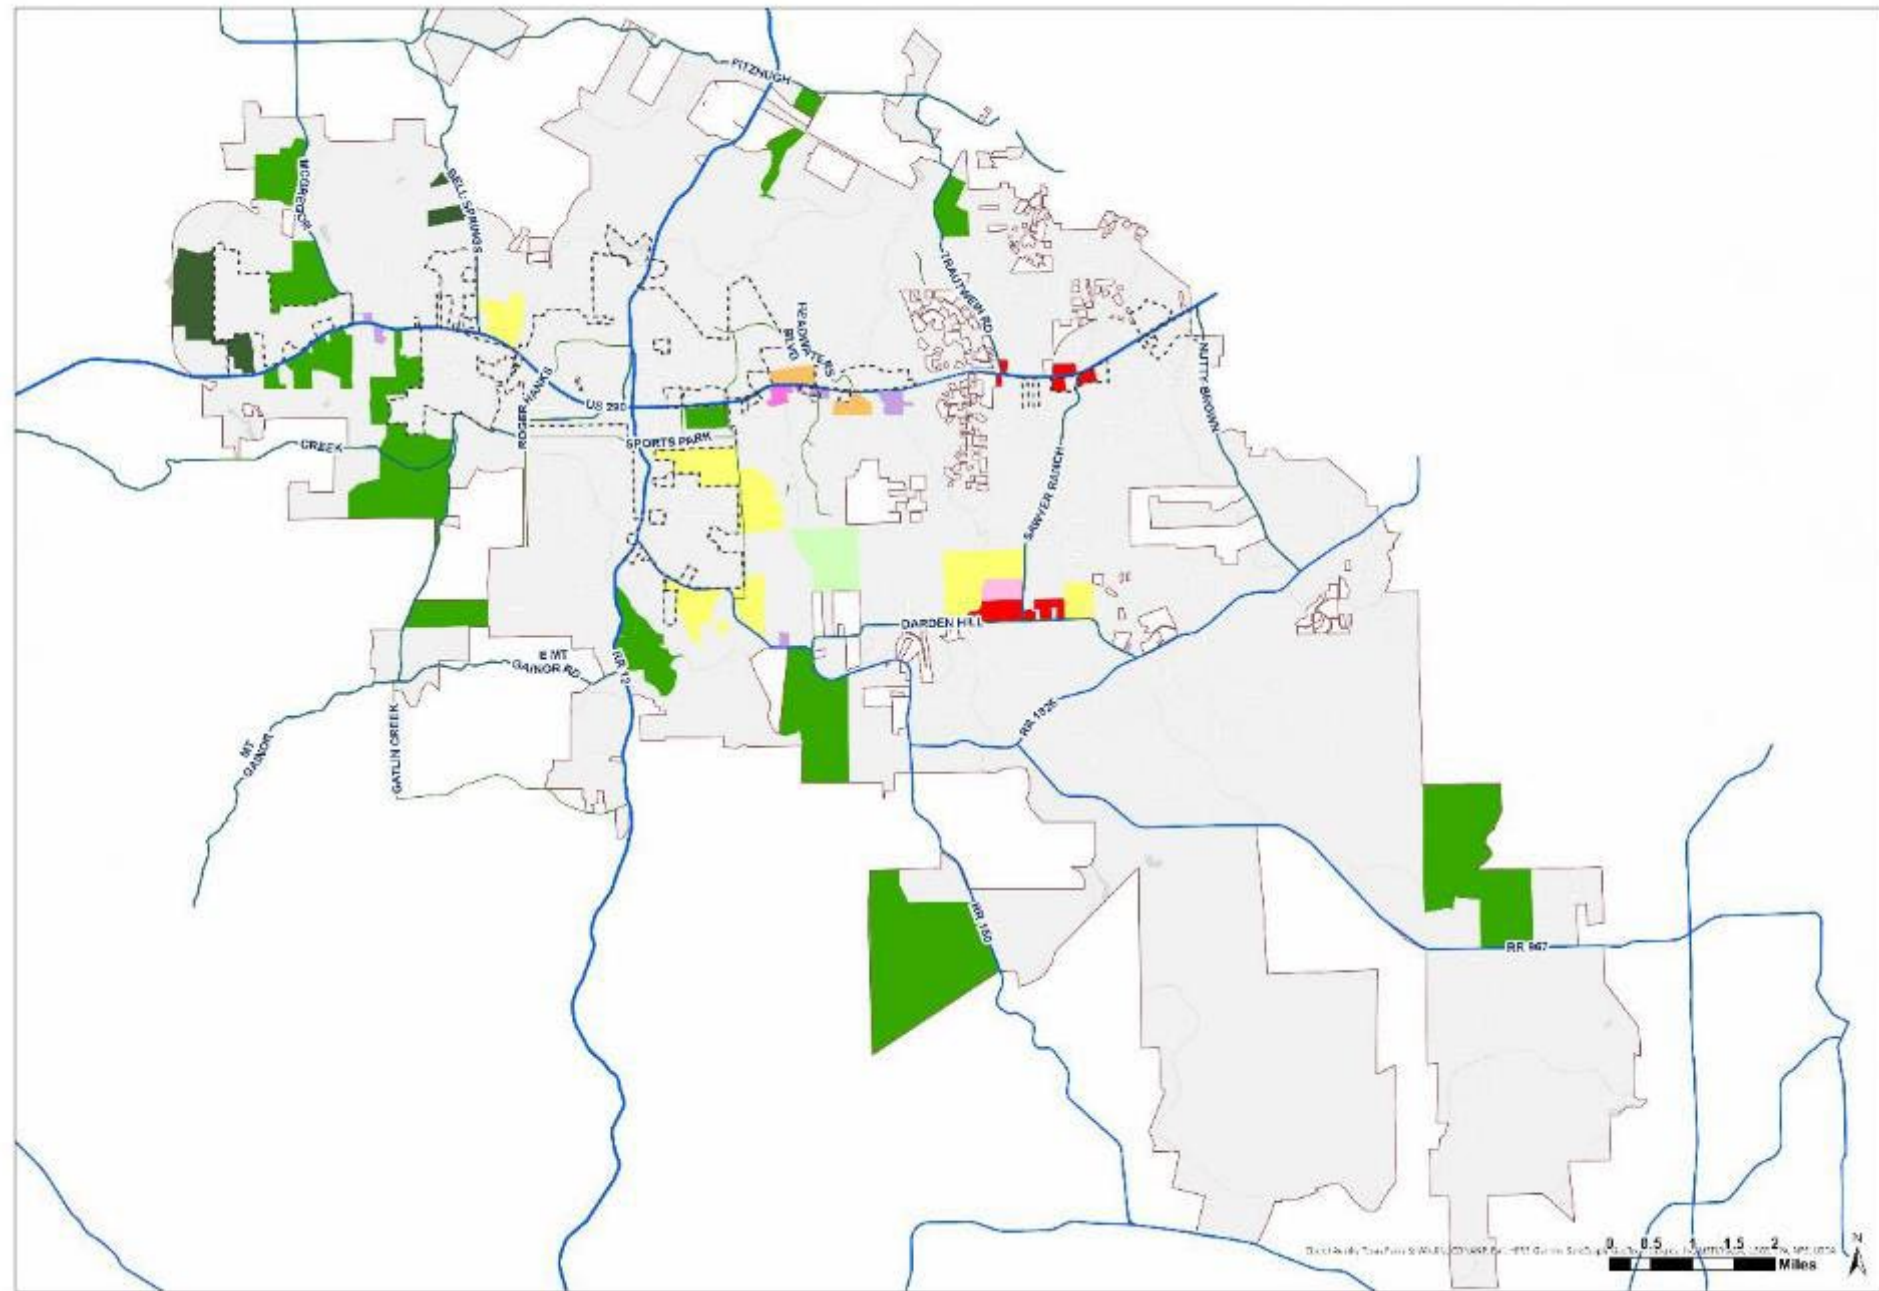 FITZHUGH
MCGREGOR
BELL SPRINGS
TRAUTWEIN RD
HEADWATERS
BLVD
NUTTY BROWN
ROGER HANKS
US 290
SPORTS PARK
CREEK
SAWYER RANCH
DARDEN HILL
E MT
GAINOR RD
RR 12
RR 1826
MT
GAINOR
GATLIN CREEK
RR 150
RR 967
0 0.5 1 1.5 2
Miles
N